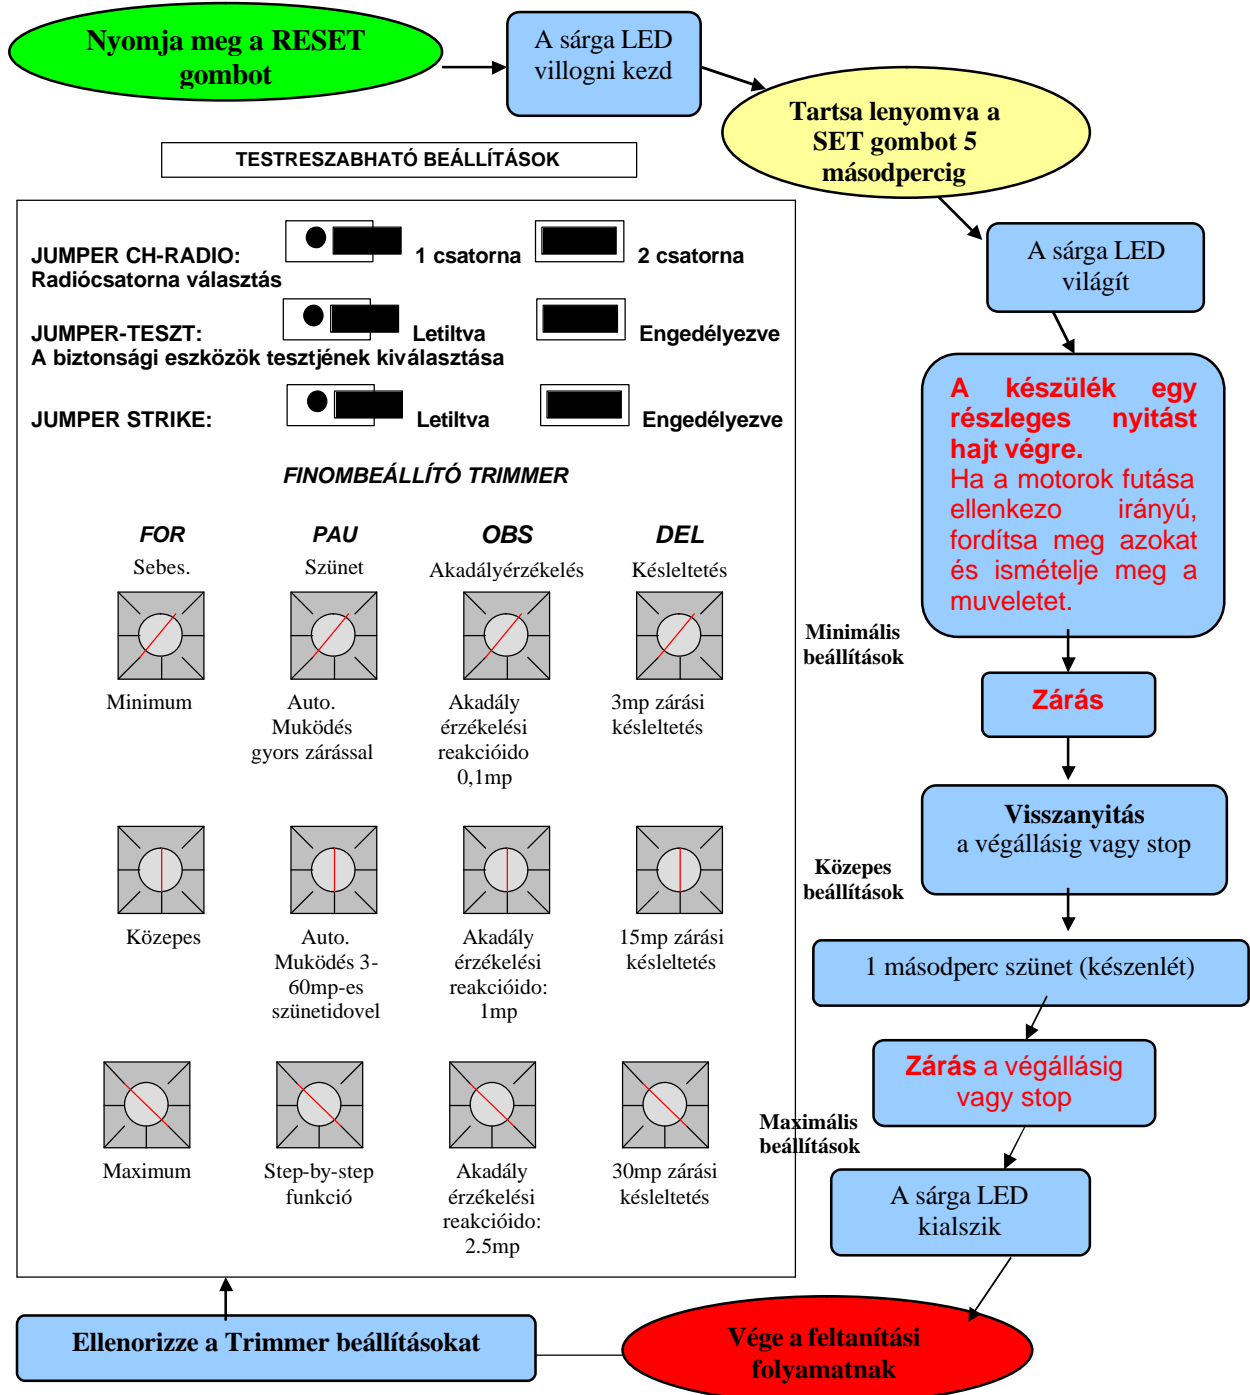 Nyomja meg a RESET
gombot
A sárga LED
villogni kezd
Tartsa lenyomva a
SET gombot 5
másodpercig
TESTRESZABHATÓ BEÁLLÍTÁSOK
A sárga LED
világít
JUMPER CH-RADIO:
Radiócsatorna választás
1 csatorna
2 csatorna
JUMPER-TESZT:
Letiltva
Engedélyezve
A biztonsági eszközök tesztjének kiválasztása
JUMPER STRIKE:
Letiltva
Engedélyezve
A készülék egy
részleges nyitást
hajt végre.
Ha a motorok futása
ellenkezo irányú,
fordítsa meg azokat
és ismételje meg a
muveletet.
FINOMBEÁLLÍTÓ TRIMMER
FOR
PAU
OBS
DEL
Sebes.
Szünet
Akadályérzékelés
Késleltetés
Minimális
beállítások
Minimum
Auto.
Muködés
gyors zárással
Akadály
érzékelési
reakcióido
0,1mp
3mp zárási
késleltetés
Zárás
Visszanyitás
a végállásig vagy stop
Közepes
beállítások
Közepes
Auto.
Muködés 3-
60mp-es
szünetidovel
Akadály
érzékelési
reakcióido:
1mp
15mp zárási
késleltetés
1 másodperc szünet (készenlét)
Zárás a végállásig
vagy stop
Maximális
beállítások
Maximum
Step-by-step
funkció
Akadály
érzékelési
reakcióido:
2.5mp
30mp zárási
késleltetés
A sárga LED
kialszik
Ellenorizze a Trimmer beállításokat
Vége a feltanítási
folyamatnak